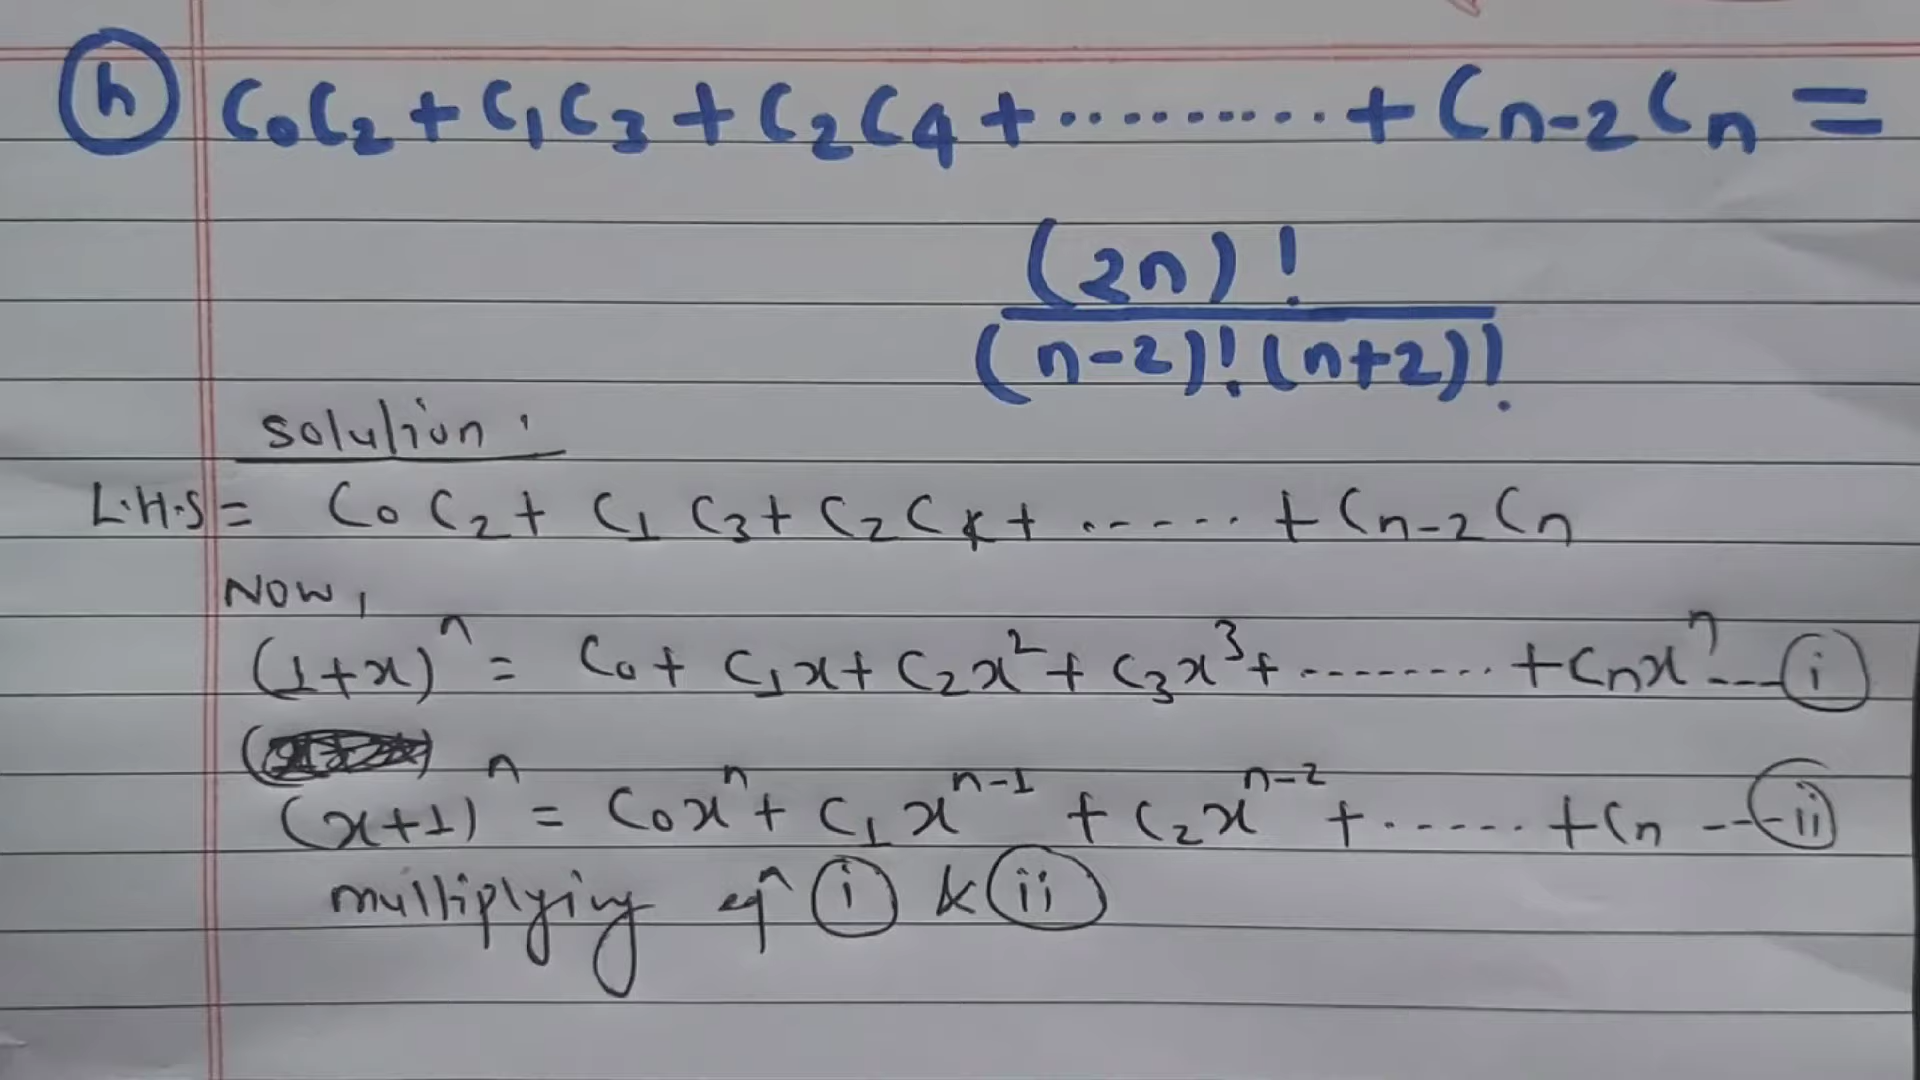 (h) C₀C₂ + C₁C₃ + C₂C₄ + ......... + Cₙ₋₂Cₙ =
(2n)!
(n-2)!(n+2)!
Solution:
L.H.S = C₀C₂ + C₁C₃ + C₂C₄ + ...... + Cₙ₋₂Cₙ
Now,
(1+x)ⁿ = C₀ + C₁x + C₂x² + C₃x³ + ........ + Cₙxⁿ --- (i)
(x+1)ⁿ = C₀xⁿ + C₁xⁿ⁻¹ + C₂xⁿ⁻² + ...... + Cₙ --- (ii)
multiplying eqⁿ (i) & (ii)